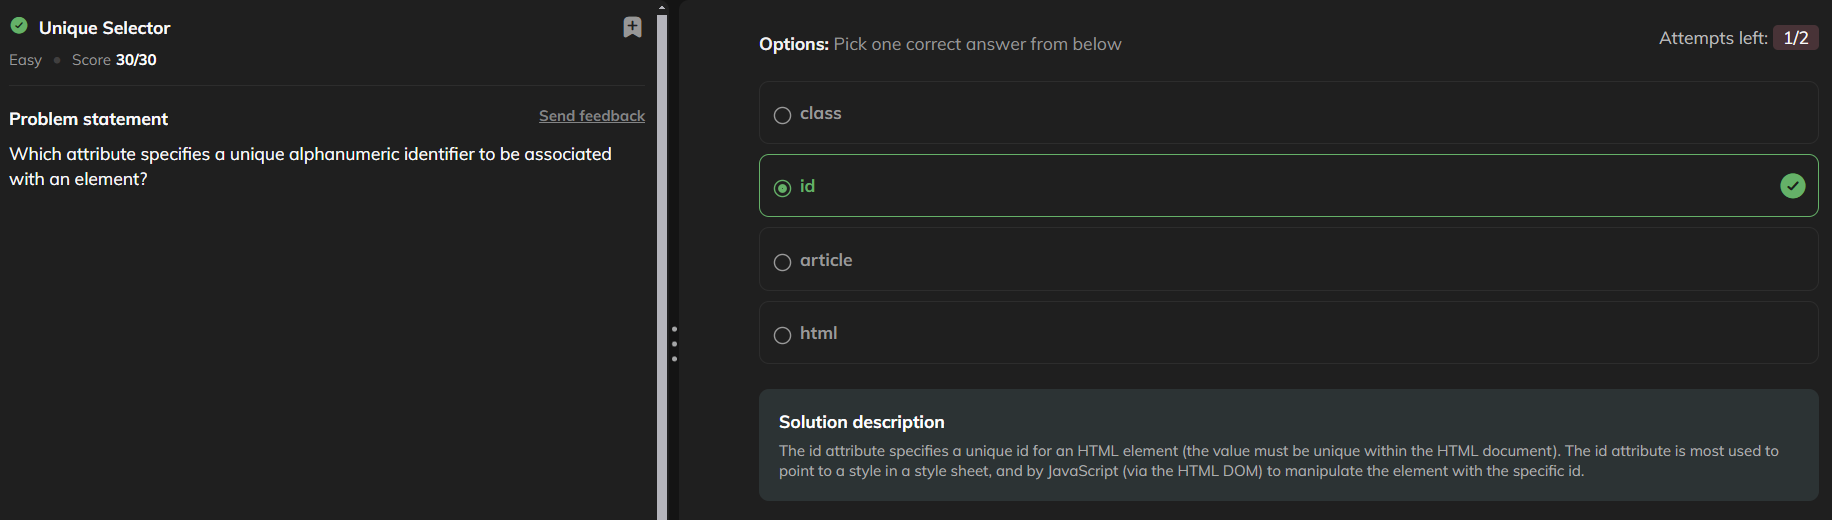 Unique Selector
Easy • Score 30/30
Problem statement
Send feedback
Which attribute specifies a unique alphanumeric identifier to be associated
with an element?
Options: Pick one correct answer from below
Attempts left: 1/2
class
id
article
html
Solution description
The id attribute specifies a unique id for an HTML element (the value must be unique within the HTML document). The id attribute is most used to
point to a style in a style sheet, and by JavaScript (via the HTML DOM) to manipulate the element with the specific id.